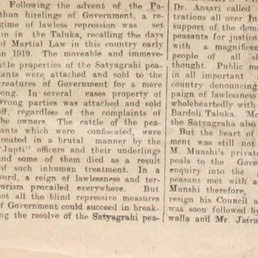 Following the advent of the Pa-
than hirelings of Government, a re-
gime of lawless repression was set
up in the Taluka, recalling the days
of Martial Law in this country early
in 1919. The moveable and immove-
ble properties of the Satyagrahi pea-
sants were attached and sold to the
creatures of Government for a mere
song. In several cases property of
wrong parties was attached and sold
off, regardless of the complaints of
the owners. The cattle of the pea-
sants which were confiscated, were
treated in a brutal manner by the
"Japti" officers and their underlings
and some of them died as a result
of such inhuman treatment. In a
word, a reign of lawlessness and ter-
rorism prevailed everywhere. But
not all the blind repressive measures
of Government could succeed in break-
ing the resolve of the Satyagrahi pea-
Dr. Ansari called
trations all over In
support of the dem
peasants for justice
with a magnificen
people of all s
thought. Public me
in all important
country denouncing
paign of lawlessness
wholeheartedly with
Bardoli Taluka. M
the Satyagraha also
But the heart of
ment was still not
M. Munshi's private
peals to the Gove
enquiry into the
peasant met with a
Munshi therefore,
resign his Council a
was soon followed by
walla and Mr. Jaira